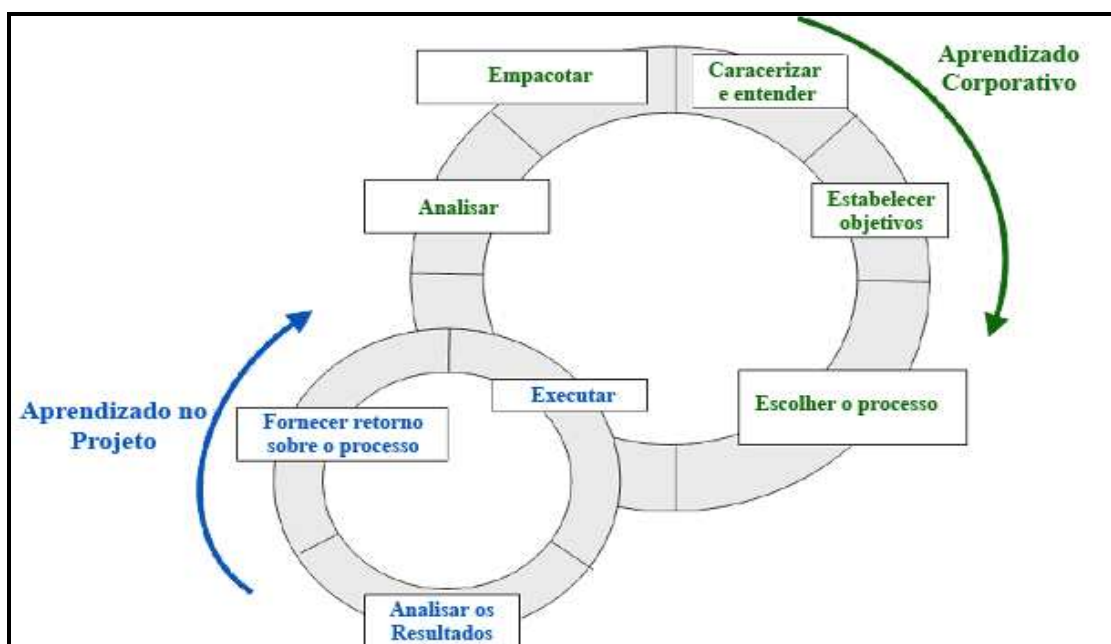 Empacotar
Caracerizar
e entender
Aprendizado
Corporativo
Analisar
Estabelecer
objetivos
Executar
Escolher o processo
Aprendizado no
Projeto
Fornecer retorno
sobre o processo
Analisar os
Resultados